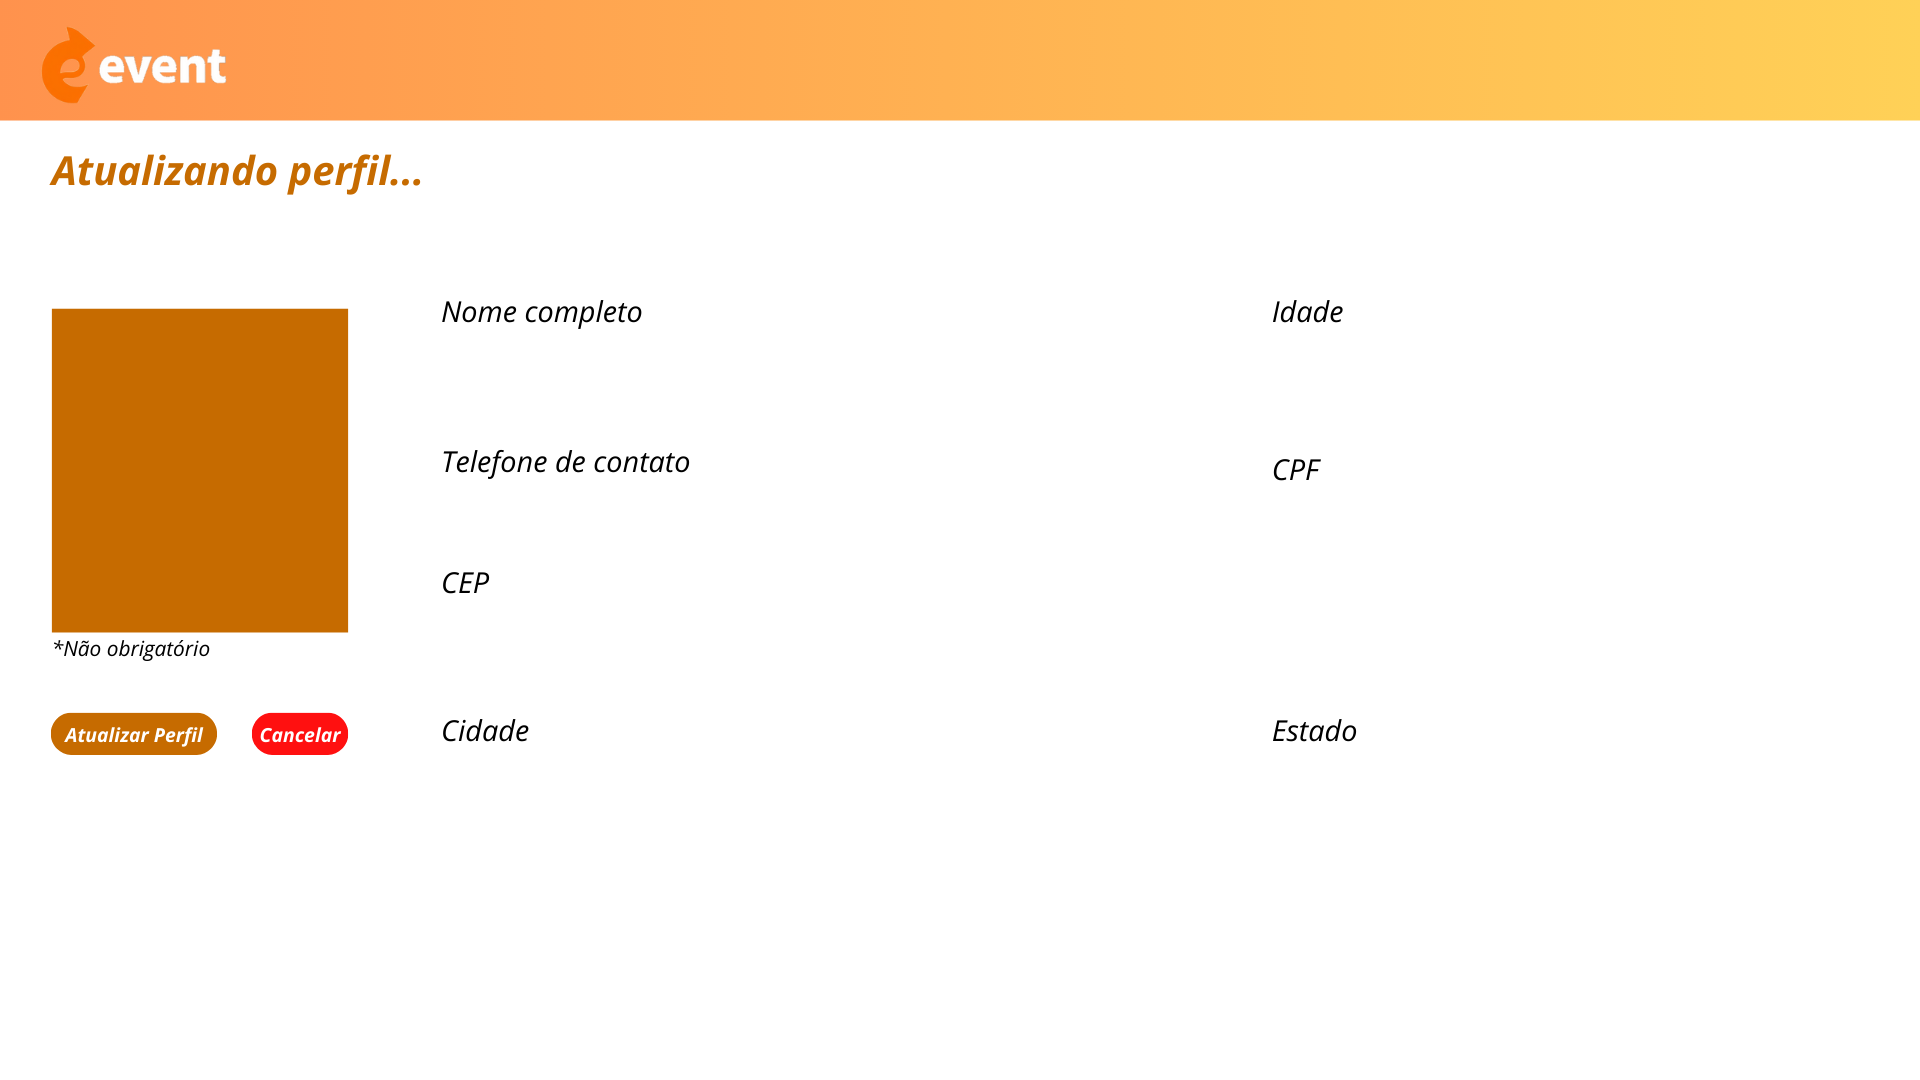 event
Atualizando perfil...
Nome completo
Idade
Telefone de contato
CPF
CEP
*Não obrigatório
Atualizar Perfil
Cancelar
Cidade
Estado